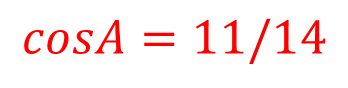 cosA = 11/14